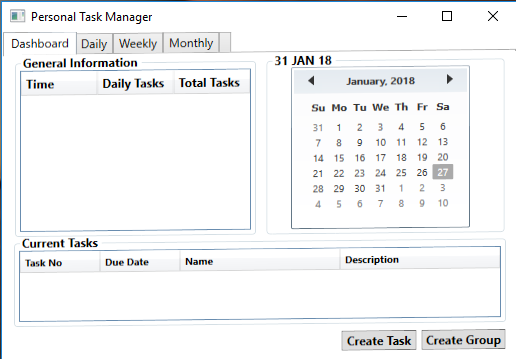 Personal Task Manager
Dashboard Daily Weekly Monthly
General Information
Time Daily Tasks Total Tasks
31 JAN 18
January, 2018
Su Mo Tu We Th Fr Sa
31 1 2 3 4 5 6
7 8 9 10 11 12 13
14 15 16 17 18 19 20
21 22 23 24 25 26 27
28 29 30 31 1 2 3
4 5 6 7 8 9 10
Current Tasks
Task No Due Date Name Description
Create Task Create Group